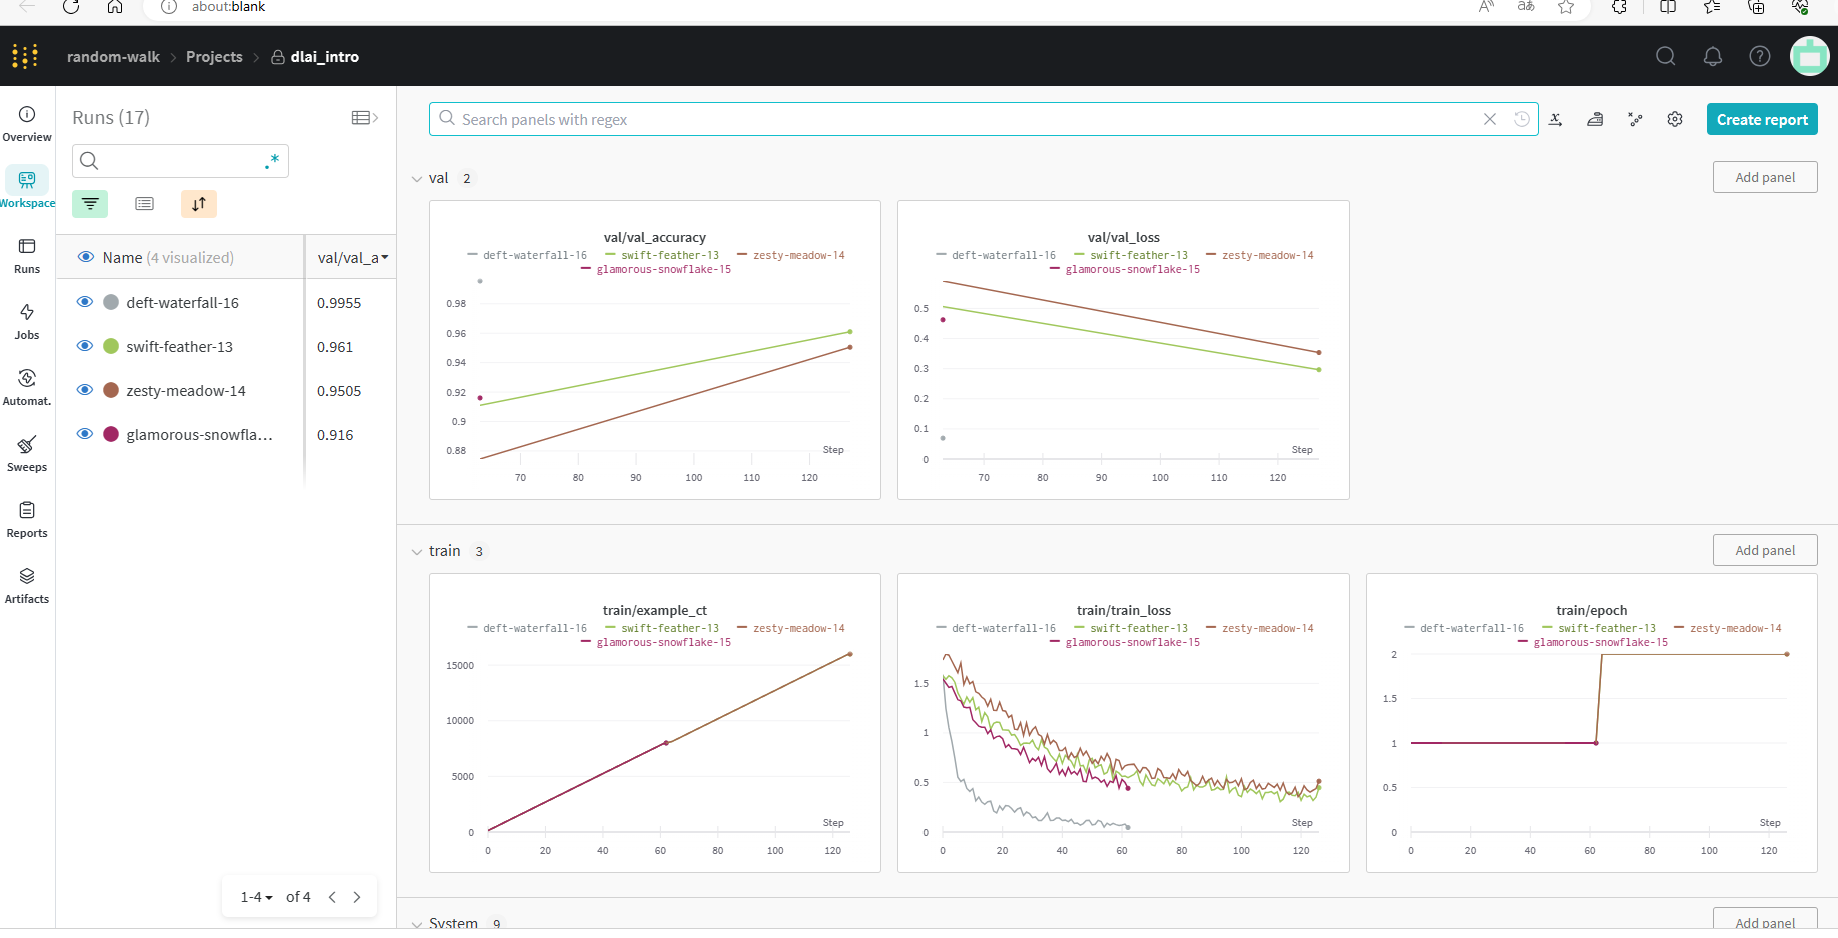 about:blank
random-walk > Projects > dlai_intro
Overview
Workspace
Runs
Jobs
Automat.
Sweeps
Reports
Artifacts
Runs (17)
.*
Name (4 visualized) val/val_a
deft-waterfall-16 0.9955
swift-feather-13 0.961
zesty-meadow-14 0.9505
glamorous-snowfla... 0.916
1-4 of 4
Search panels with regex
Create report
val 2
Add panel
val/val_accuracy
deft-waterfall-16 swift-feather-13 zesty-meadow-14
glamorous-snowflake-15
0.98
0.96
0.94
0.92
0.9
0.88
Step
70 80 90 100 110 120
val/val_loss
deft-waterfall-16 swift-feather-13 zesty-meadow-14
glamorous-snowflake-15
0.5
0.4
0.3
0.2
0.1
0
Step
70 80 90 100 110 120
train 3
Add panel
train/example_ct
deft-waterfall-16 swift-feather-13 zesty-meadow-14
glamorous-snowflake-15
15000
10000
5000
0
Step
0 20 40 60 80 100 120
train/train_loss
deft-waterfall-16 swift-feather-13 zesty-meadow-14
glamorous-snowflake-15
1.5
1
0.5
0
Step
0 20 40 60 80 100 120
train/epoch
deft-waterfall-16 swift-feather-13 zesty-meadow-14
glamorous-snowflake-15
2
1.5
1
0.5
0
Step
0 20 40 60 80 100 120
System 9
Add panel